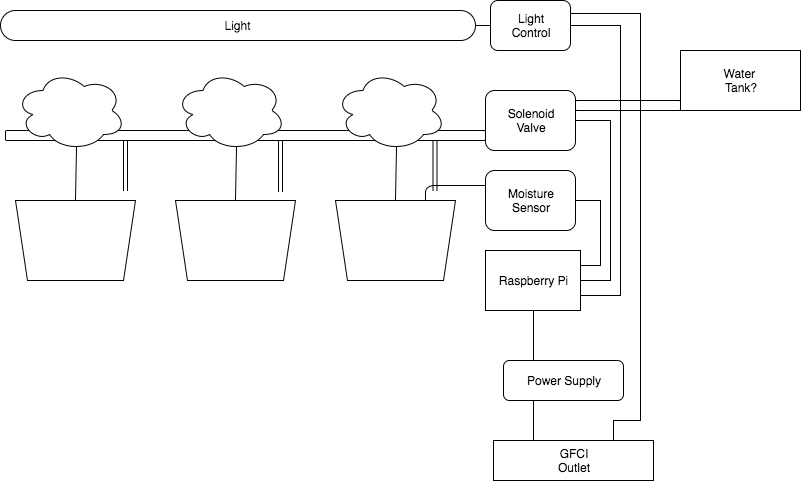 Light
Light
Control
Water
Tank?
Solenoid
Valve
Moisture
Sensor
Raspberry Pi
Power Supply
GFCI
Outlet